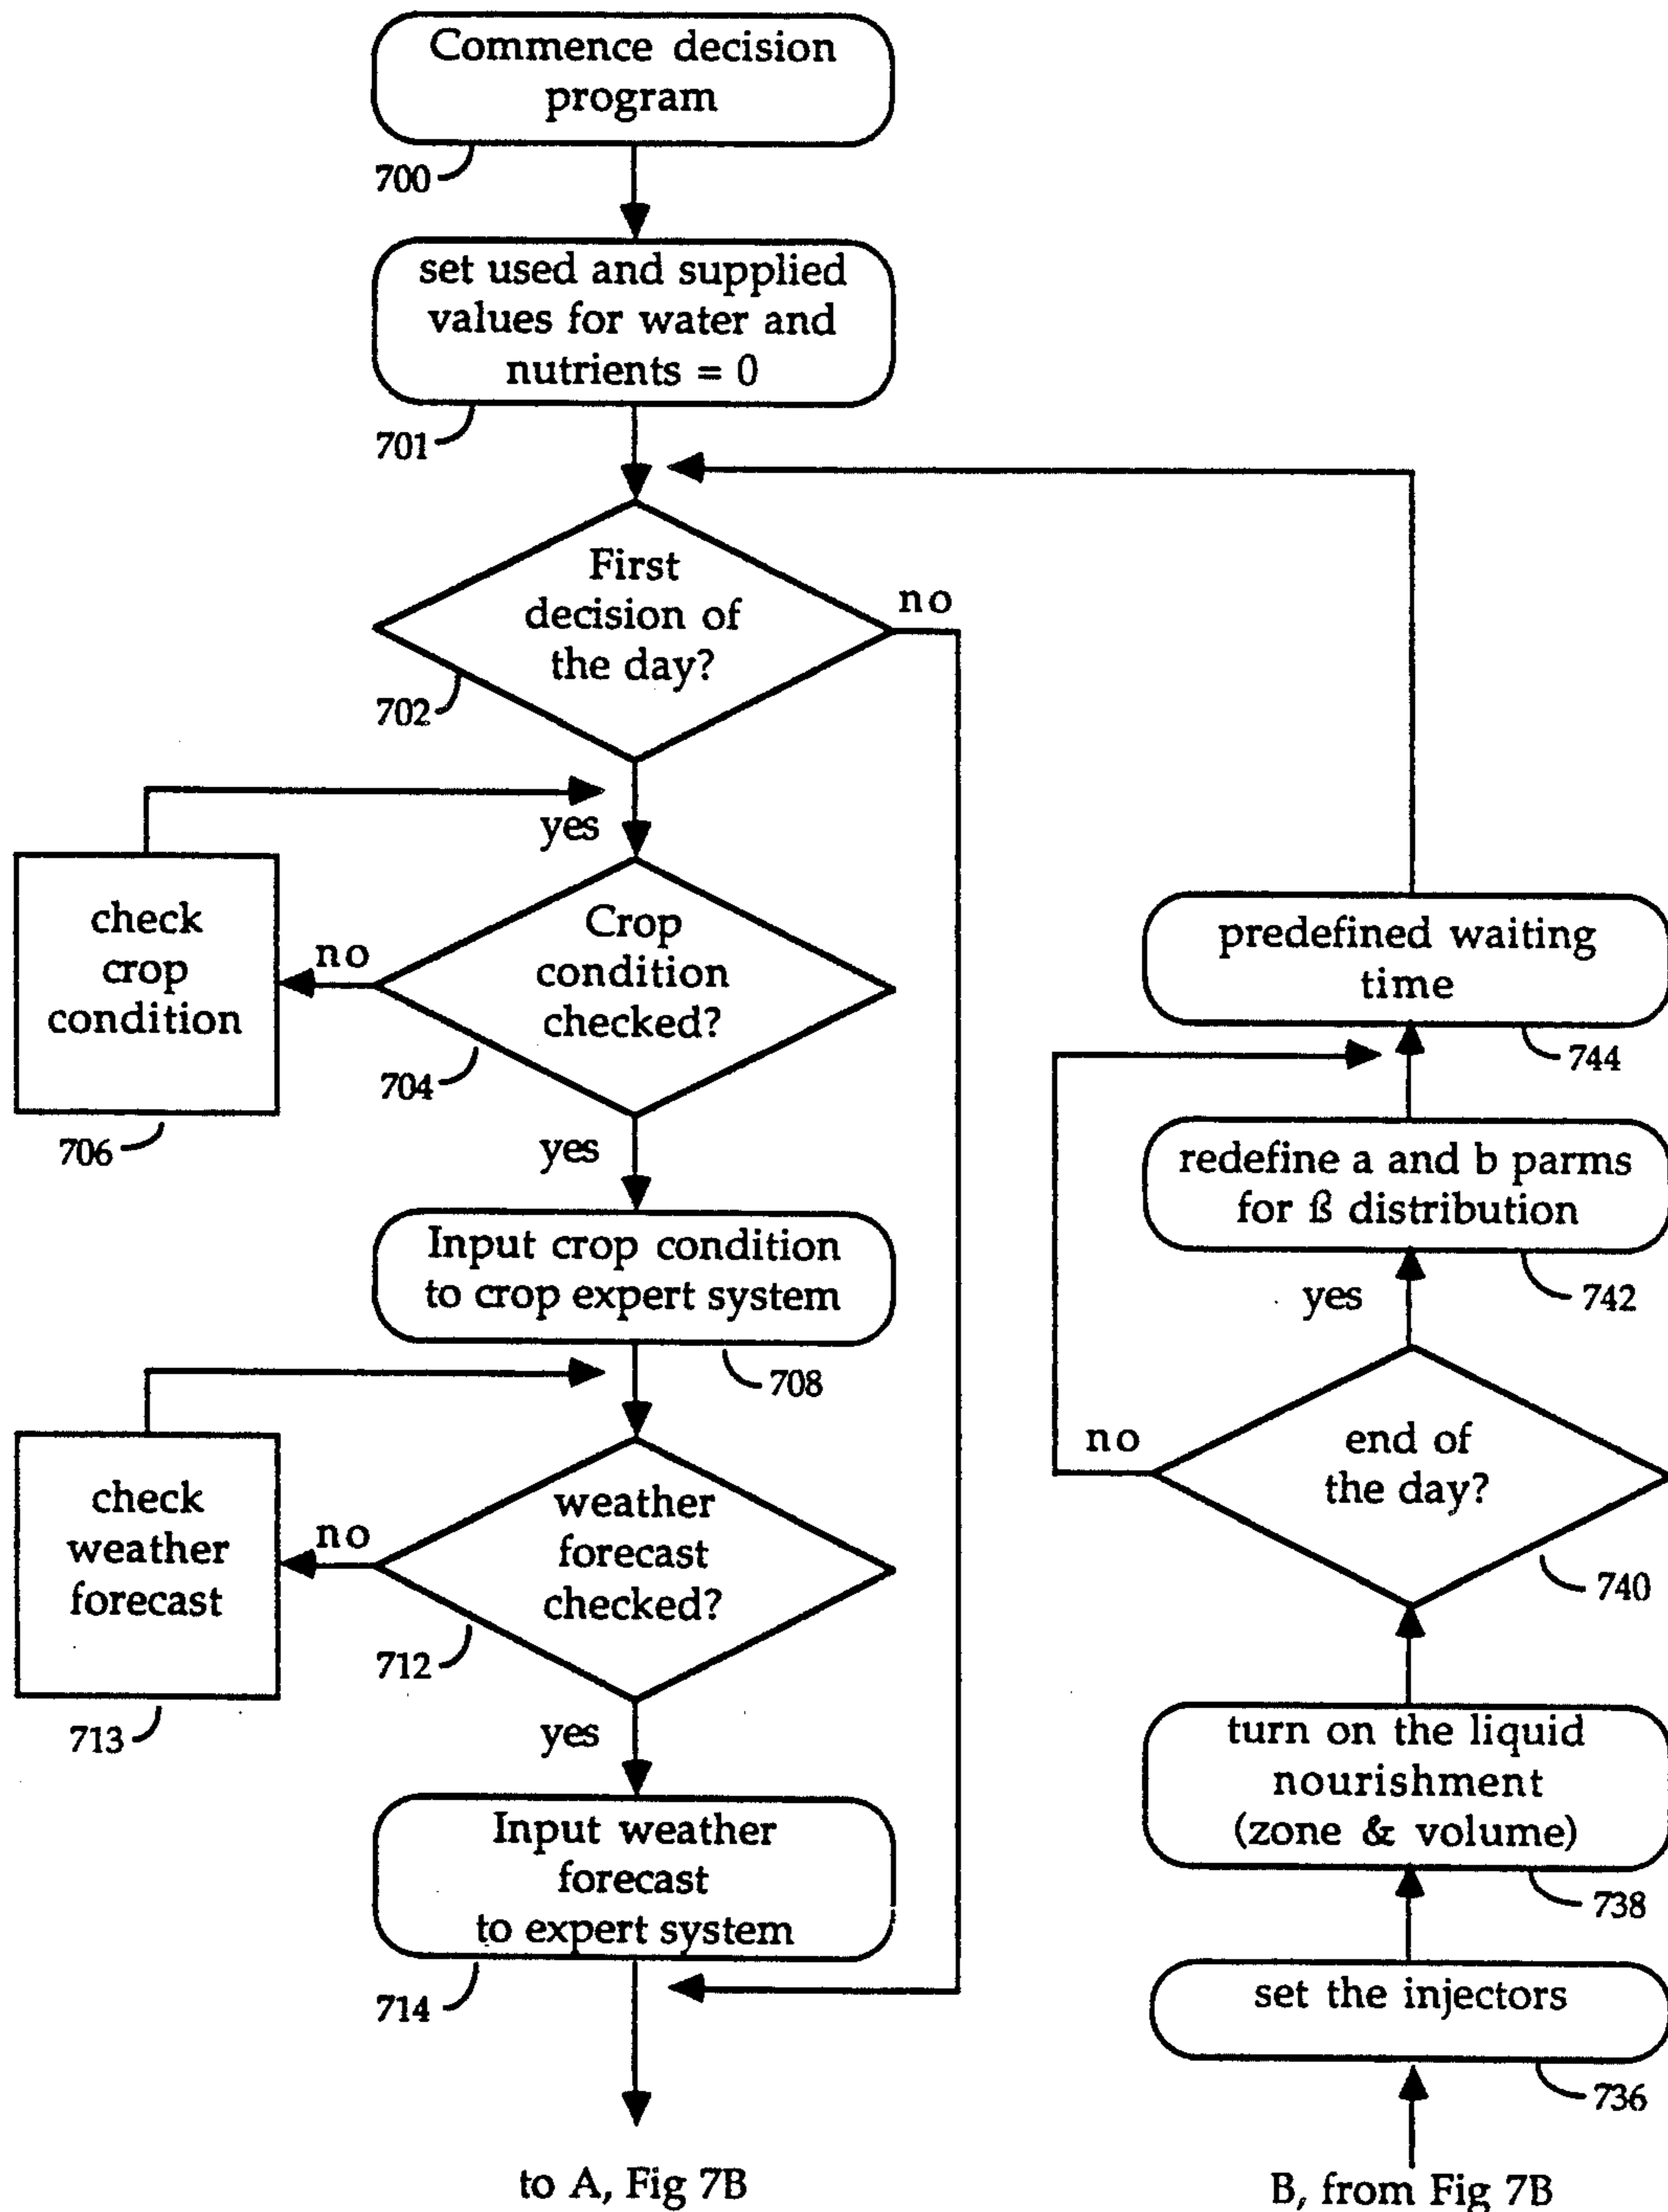 Commence decision
program
700
set used and supplied
values for water and
nutrients = 0
701
First
decision of
the day?
no
702
yes
check
crop
condition
no
Crop
condition
checked?
704
706
yes
Input crop condition
to crop expert system
708
check
weather
forecast
no
weather
forecast
checked?
712
713
yes
Input weather
forecast
to expert system
714
to A, Fig 7B
predefined waiting
time
744
redefine a and b parms
for ß distribution
742
yes
no
end of
the day?
740
turn on the liquid
nourishment
(zone & volume)
738
set the injectors
736
B, from Fig 7B